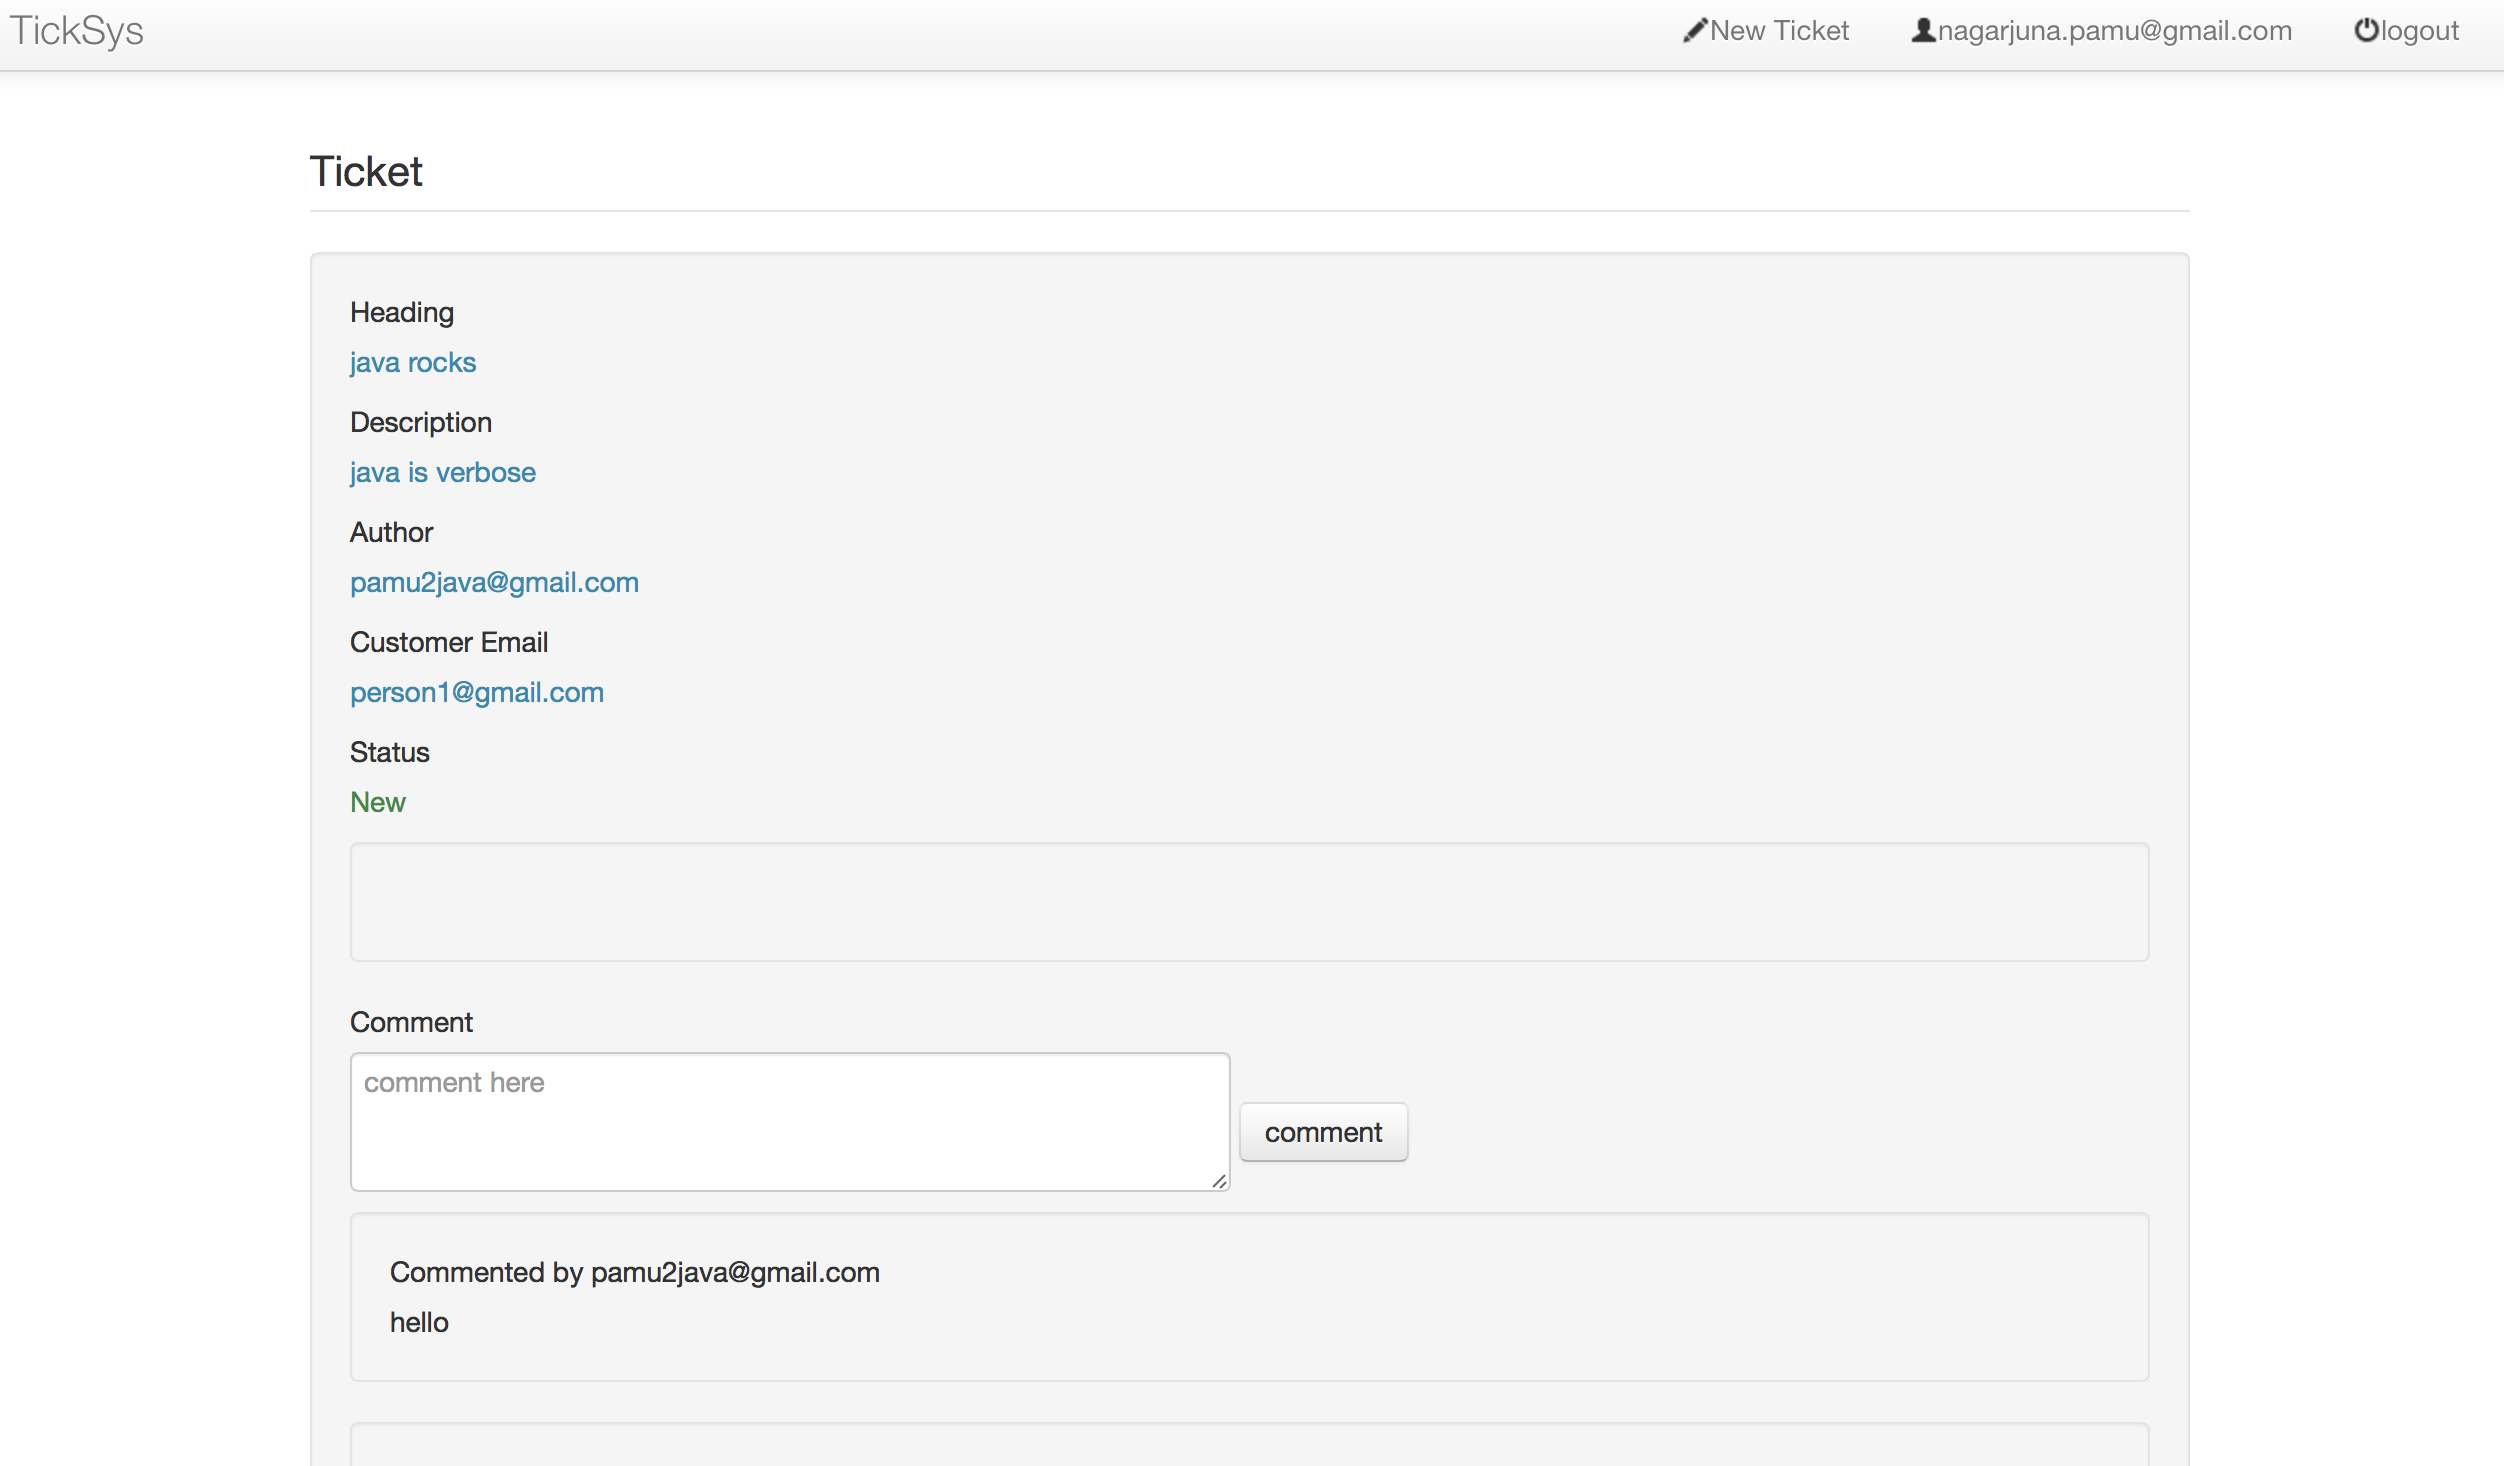 TickSys New Ticket nagarjuna.pamu@gmail.com logout
Ticket
Heading
java rocks
Description
java is verbose
Author
pamu2java@gmail.com
Customer Email
person1@gmail.com
Status
New
Comment
comment here
comment
Commented by pamu2java@gmail.com
hello